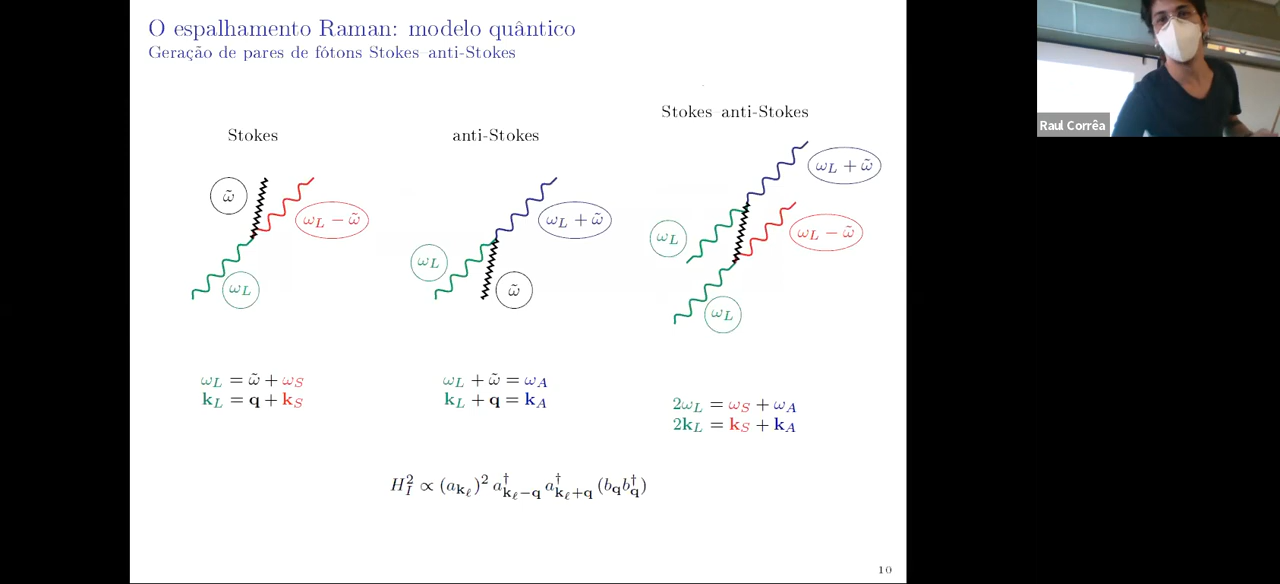 O espalhamento Raman: modelo quântico
Geração de pares de fótons Stokes–anti-Stokes
Stokes
anti-Stokes
Stokes–anti-Stokes
ω̃
ω_L − ω̃
ω_L
ω_L + ω̃
ω_L
ω̃
ω_L + ω̃
ω_L
ω_L − ω̃
ω_L
ω_L = ω̃ + ω_S
k_L = q + k_S
ω_L + ω̃ = ω_A
k_L + q = k_A
2ω_L = ω_S + ω_A
2k_L = k_S + k_A
H_I^2 ∝ (a_{k_ℓ})^2 a^†_{k_ℓ−q} a^†_{k_ℓ+q} (b_q b^†_q)
10
Raul Corrêa